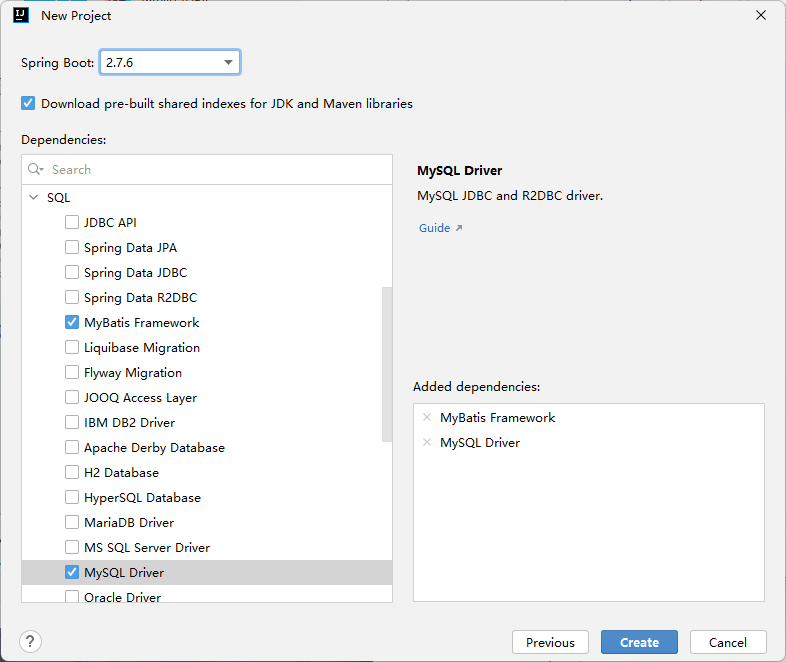 New Project
Spring Boot: 2.7.6
Download pre-built shared indexes for JDK and Maven libraries
Dependencies:
Search
SQL
JDBC API
Spring Data JPA
Spring Data JDBC
Spring Data R2DBC
MyBatis Framework
Liquibase Migration
Flyway Migration
JOOQ Access Layer
IBM DB2 Driver
Apache Derby Database
H2 Database
HyperSQL Database
MariaDB Driver
MS SQL Server Driver
MySQL Driver
Oracle Driver
MySQL Driver
MySQL JDBC and R2DBC driver.
Guide
Added dependencies:
MyBatis Framework
MySQL Driver
?
Previous
Create
Cancel